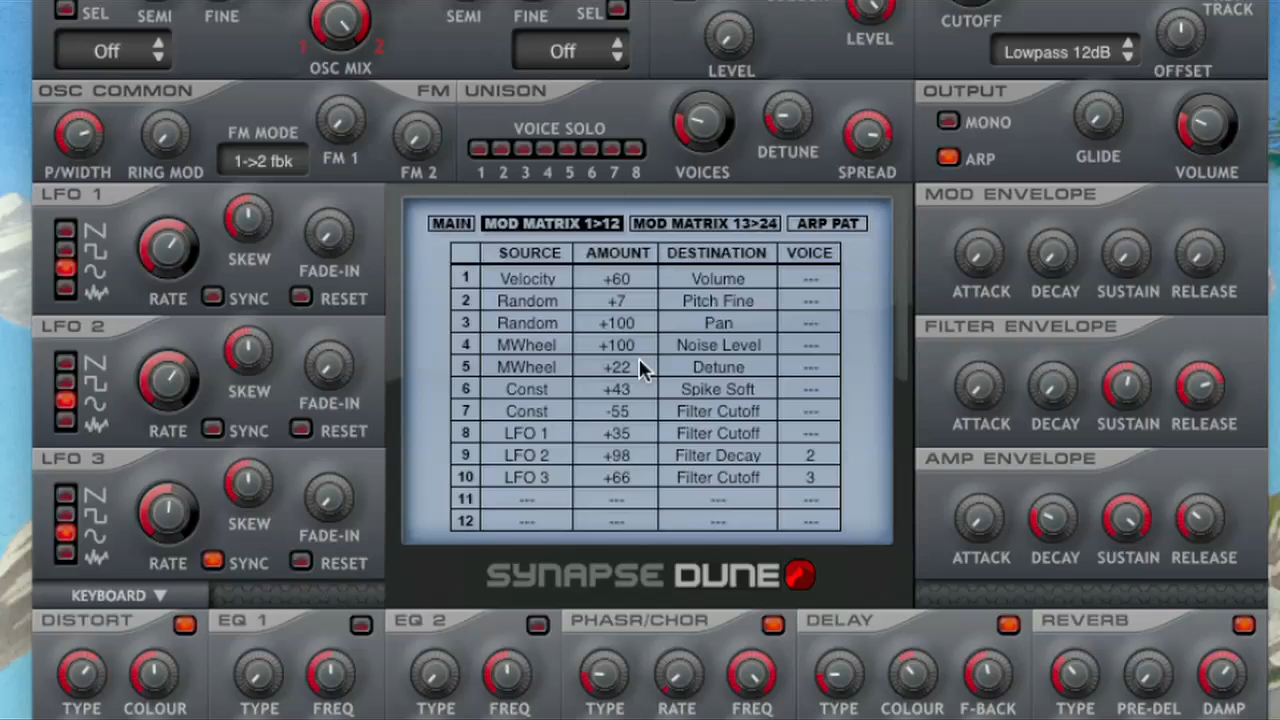 SEL SEMI FINE SEMI FINE SEL LEVEL CUTOFF TRACK
Off 1 2 Off LEVEL Lowpass 12dB OFFSET
OSC MIX
OSC COMMON FM UNISON OUTPUT
FM MODE VOICE SOLO MONO
1->2 fbk FM 1 DETUNE GLIDE
P/WIDTH RING MOD FM 2 1 2 3 4 5 6 7 8 VOICES SPREAD ARP VOLUME
LFO 1
SKEW
FADE-IN
RATE SYNC RESET
LFO 2
SKEW
FADE-IN
RATE SYNC RESET
LFO 3
SKEW
FADE-IN
RATE SYNC RESET
KEYBOARD ▼
MAIN MOD MATRIX 1>12 MOD MATRIX 13>24 ARP PAT
SOURCE AMOUNT DESTINATION VOICE
1 Velocity +60 Volume ---
2 Random +7 Pitch Fine ---
3 Random +100 Pan ---
4 MWheel +100 Noise Level ---
5 MWheel +22 Detune ---
6 Const +43 Spike Soft ---
7 Const -55 Filter Cutoff ---
8 LFO 1 +35 Filter Cutoff ---
9 LFO 2 +98 Filter Decay 2
10 LFO 3 +66 Filter Cutoff 3
11 --- --- --- ---
12 --- --- --- ---
SYNAPSE DUNE
MOD ENVELOPE
ATTACK DECAY SUSTAIN RELEASE
FILTER ENVELOPE
ATTACK DECAY SUSTAIN RELEASE
AMP ENVELOPE
ATTACK DECAY SUSTAIN RELEASE
DISTORT EQ 1 EQ 2 PHASR/CHOR DELAY REVERB
TYPE COLOUR TYPE FREQ TYPE FREQ TYPE RATE FREQ TYPE COLOUR F-BACK TYPE PRE-DEL DAMP